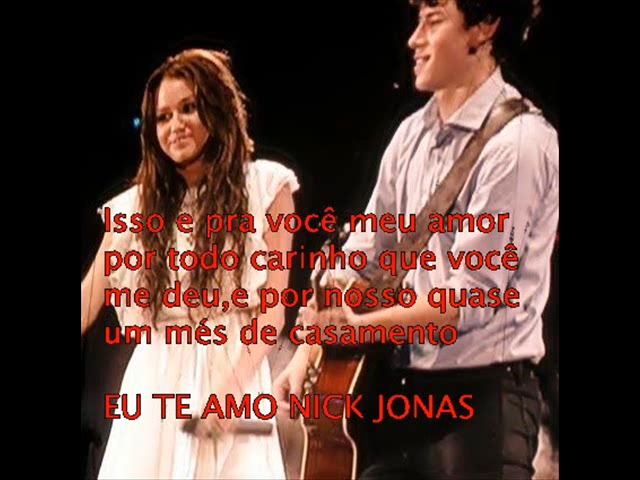 Isso e pra você meu amor
por todo carinho que você
me deu,e por nosso quase
um més de casamento
EU TE AMO NICK JONAS